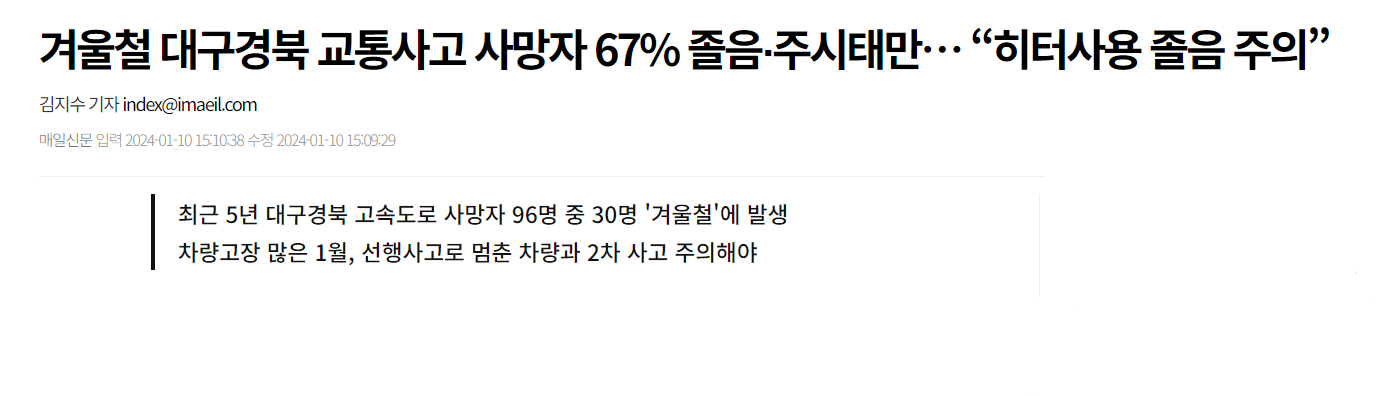 겨울철 대구경북 교통사고 사망자 67% 졸음·주시태만… “히터사용 졸음 주의”
김지수 기자 index@imaeil.com
매일신문 입력 2024-01-10 15:10:38 수정 2024-01-10 15:09:29
최근 5년 대구경북 고속도로 사망자 96명 중 30명 '겨울철'에 발생
차량고장 많은 1월, 선행사고로 멈춘 차량과 2차 사고 주의해야